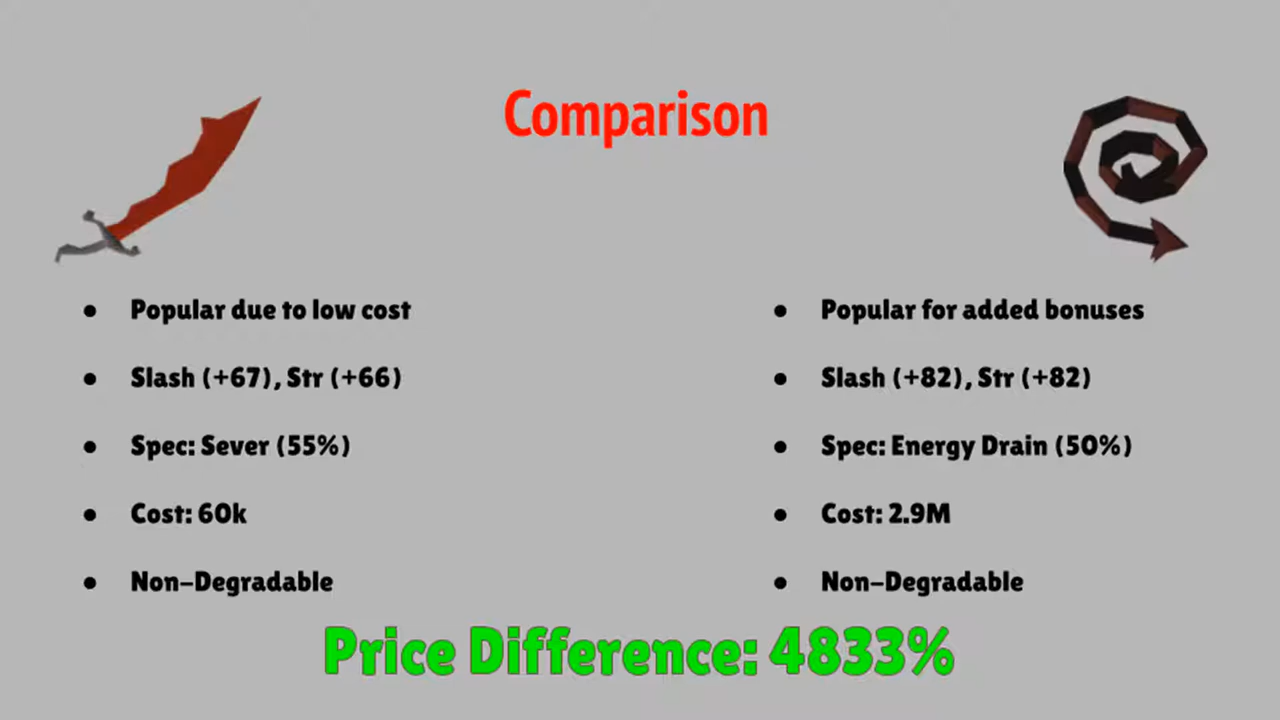 Comparison
• Popular due to low cost
• Slash (+67), Str (+66)
• Spec: Sever (55%)
• Cost: 60k
• Non-Degradable
• Popular for added bonuses
• Slash (+82), Str (+82)
• Spec: Energy Drain (50%)
• Cost: 2.9M
• Non-Degradable
Price Difference: 4833%